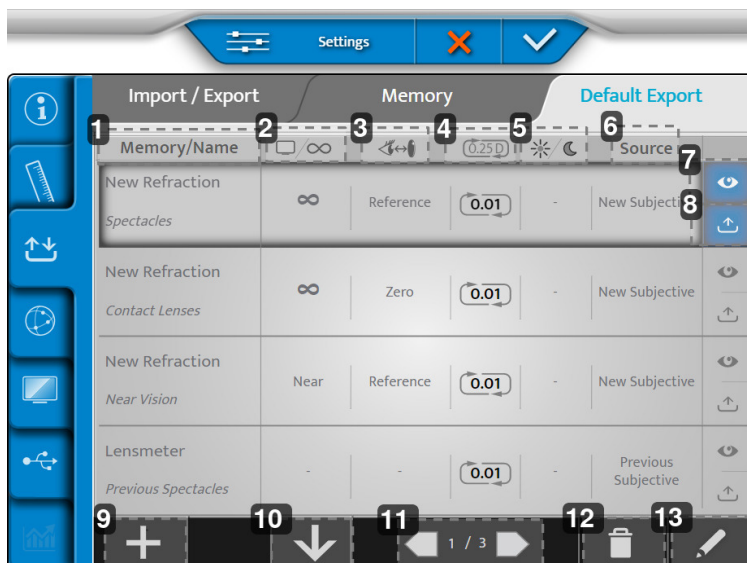 Settings
Import / Export Memory Default Export
1 2 3 4 5 6
Memory/Name / ∞ 0.25 D / Source
7
New Refraction
∞ Reference 0.01 - New Subjecti
8
Spectacles
New Refraction
∞ Zero 0.01 - New Subjective
Contact Lenses
New Refraction
Near Reference 0.01 - New Subjective
Near Vision
Lensmeter
- - 0.01 - Previous
Subjective
Previous Spectacles
9 10 11 12 13
1 / 3